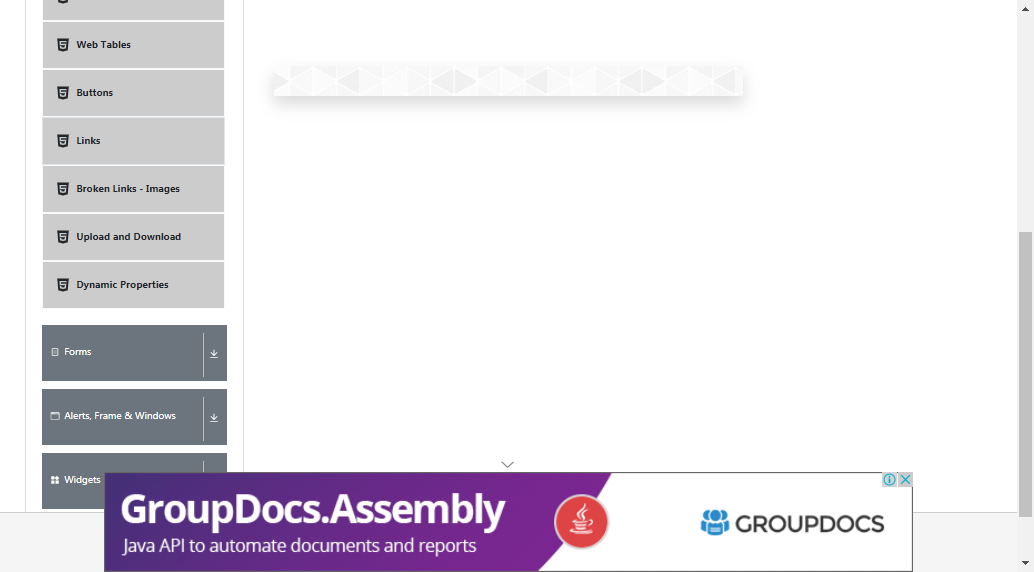 Web Tables
Buttons
Links
Broken Links - Images
Upload and Download
Dynamic Properties
Forms
Alerts, Frame & Windows
Widgets
GroupDocs.Assembly
Java API to automate documents and reports
GROUPDOCS